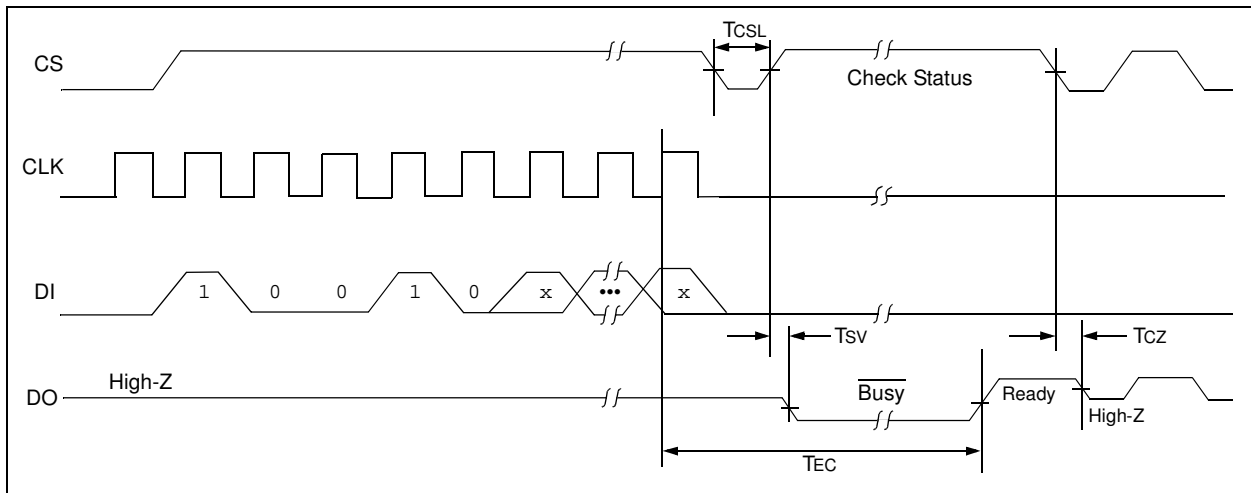 TCSL
CS
Check Status
CLK
DI
1 0 0 1 0 x ••• x
TSV
TCZ
High-Z
DO
Busy
Ready
High-Z
TEC